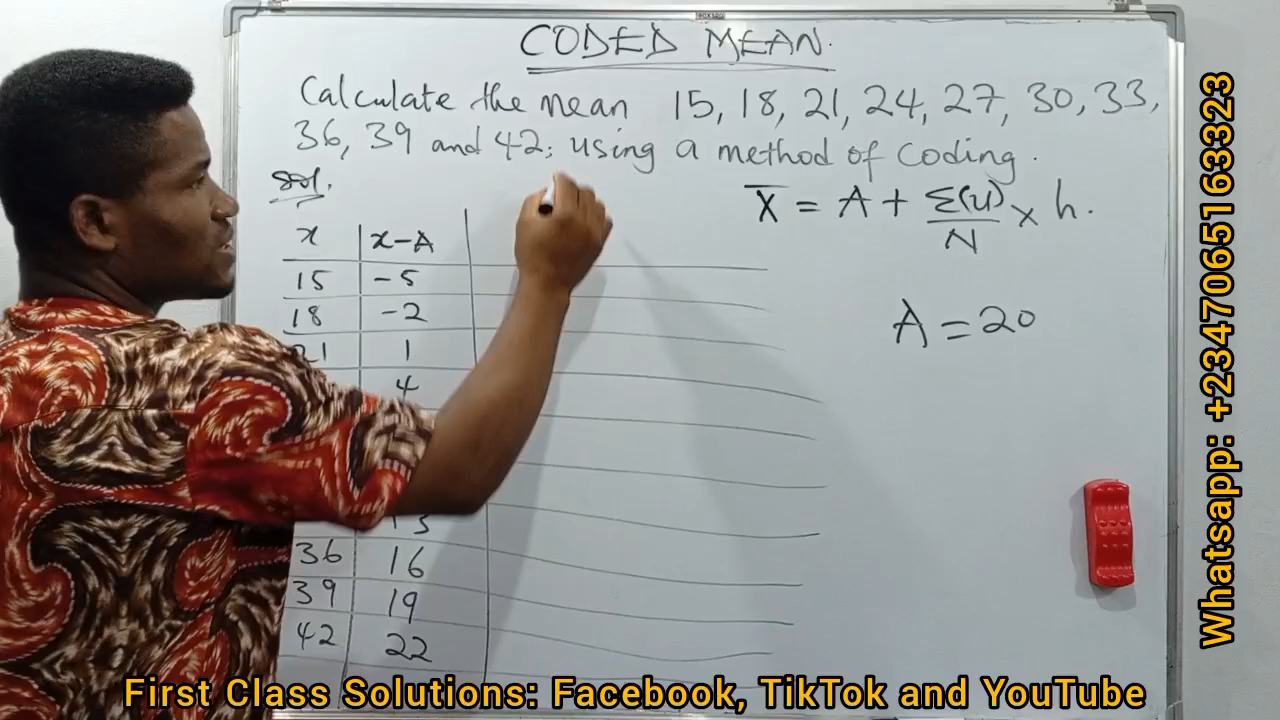 CODED MEAN.
Calculate the mean 15, 18, 21, 24, 27, 30, 33,
36, 39 and 42; using a method of coding.
Sol.
X̄ = A + Σ(U)/N × h.
x | x-A
15 | -5
18 | -2
21 | 1
4
A = 20
36 | 16
39 | 19
42 | 22
First Class Solutions: Facebook, TikTok and YouTube
Whatsapp: +2347065163323